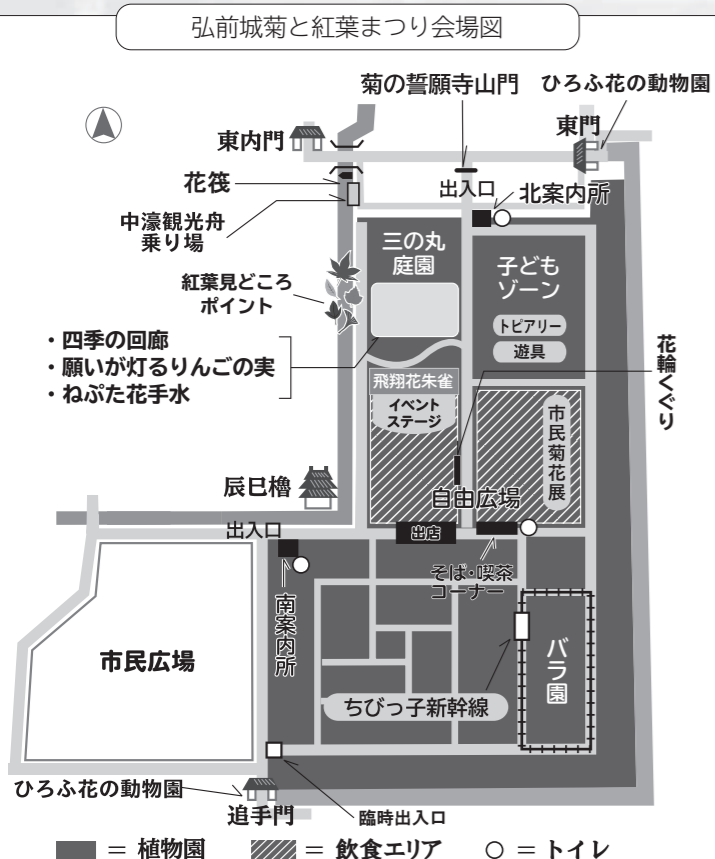 弘前城菊と紅葉まつり会場図
菊の誓願寺山門
ひろふ花の動物園
東内門
東門
花筏
出入口
北案内所
中濠観光舟
乗り場
三の丸
庭園
子ども
ゾーン
紅葉見どころ
ポイント
トピアリー
遊具
・四季の回廊
・願いが灯るりんごの実
・ねぷた花手水
花輪くぐり
飛翔花朱雀
イベント
ステージ
市民菊花展
辰巳櫓
自由広場
出入口
出店
そば・喫茶
コーナー
南案内所
市民広場
バラ園
ちびっ子新幹線
ひろふ花の動物園
追手門
臨時出入口
= 植物園
= 飲食エリア
○ = トイレ